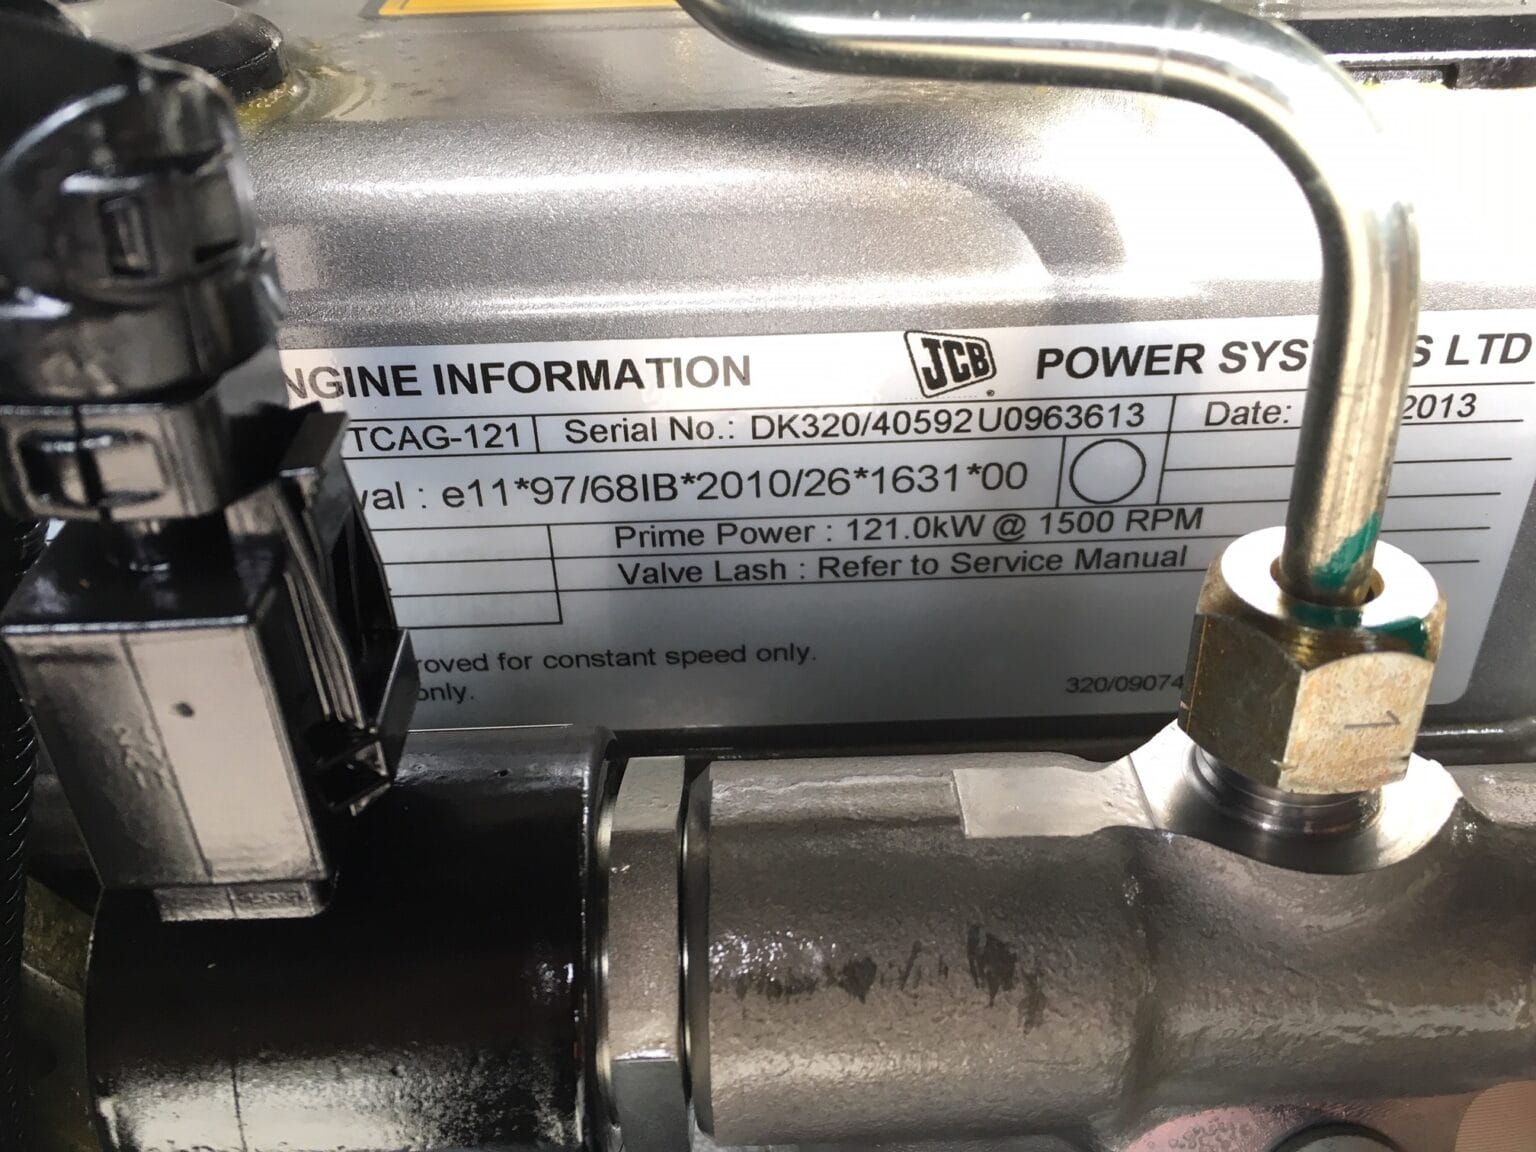 NGINE INFORMATION JCB POWER SYS S LTD
TCAG-121 Serial No.: DK320/40592U0963613 Date: 2013
val : e11*97/68IB*2010/26*1631*00
Prime Power : 121.0kW @ 1500 RPM
Valve Lash : Refer to Service Manual
roved for constant speed only.
only.
320/09074
1